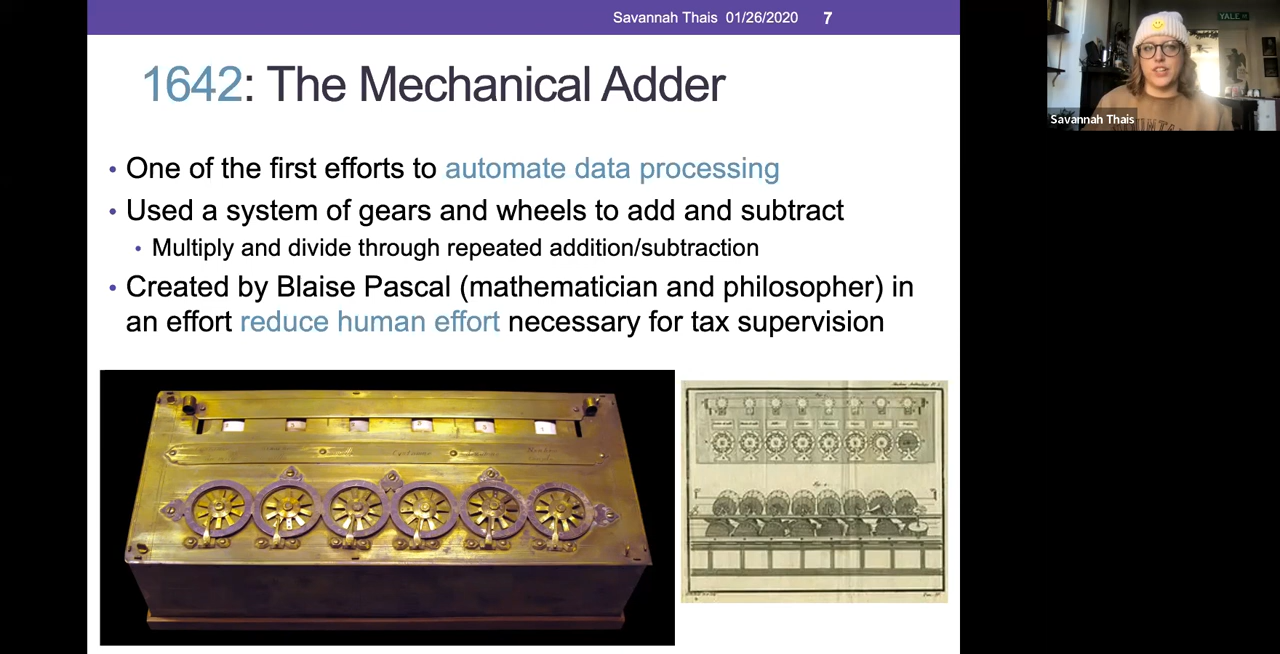 Savannah Thais 01/26/2020 7
YALE
1642: The Mechanical Adder
Savannah Thais
• One of the first efforts to automate data processing
• Used a system of gears and wheels to add and subtract
• Multiply and divide through repeated addition/subtraction
• Created by Blaise Pascal (mathematician and philosopher) in
an effort reduce human effort necessary for tax supervision